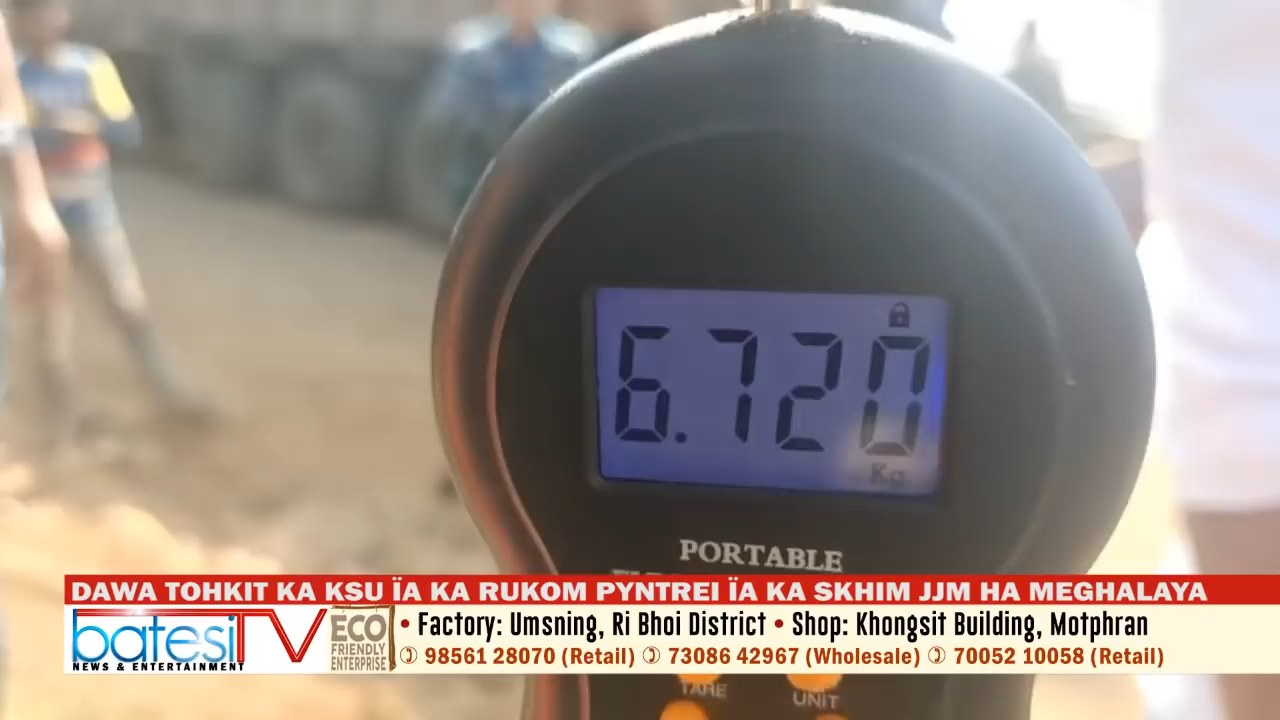 6.720
Kg
PORTABLE
DAWA TOHKIT KA KSU ÏA KA RUKOM PYNTREI ÏA KA SKHIM JJM HA MEGHALAYA
batesi TV
NEWS & ENTERTAINMENT
ECO
FRIENDLY
ENTERPRISE
• Factory: Umsning, Ri Bhoi District • Shop: Khongsit Building, Motphran
98561 28070 (Retail) 73086 42967 (Wholesale) 70052 10058 (Retail)
TARE UNIT